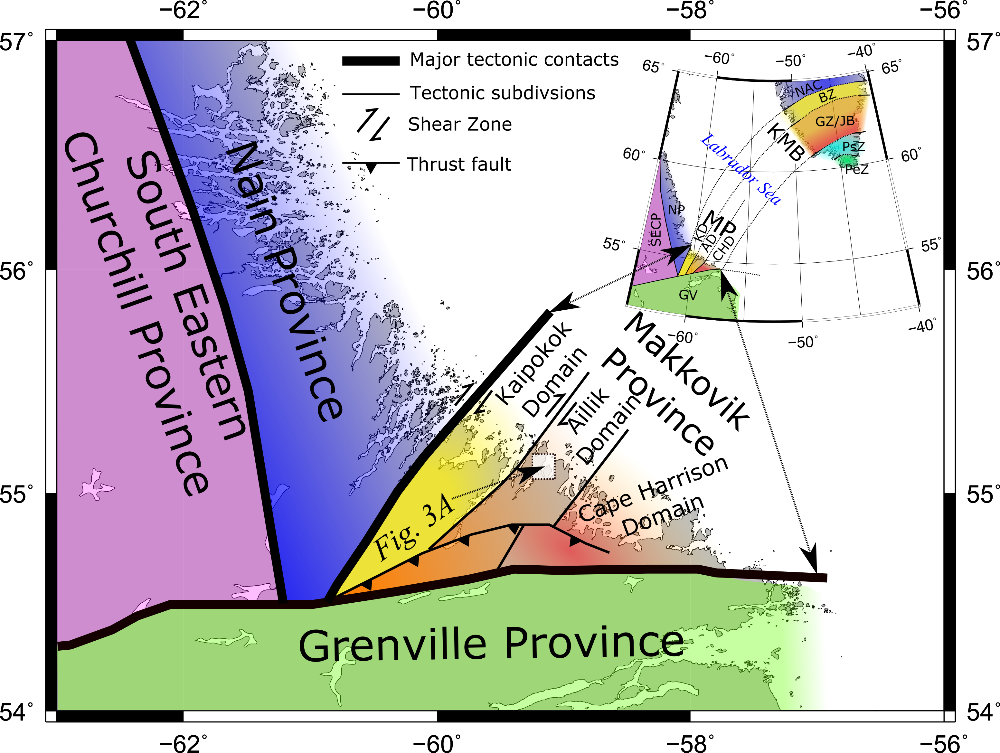 −62° −60° −58° −56°
57° 57°
56° 56°
55° 55°
54° 54°
−62° −60° −58° −56°
Major tectonic contacts
Tectonic subdivsions
Shear Zone
Thrust fault
South Eastern
Churchill Province
Nain Province
Kaipokok
Domain
Aillik
Domain
Makkovik
Province
Cape Harrison
Domain
Fig. 3A
Grenville Province
−60° −50° −40°
65° 65°
60° 60°
55° 55°
−60° −50° −40°
NAC
BZ
GZ/JB
PsZ
PeZ
KMB
Labrador Sea
NP
SECP
MP
KD
AD
CHD
GV